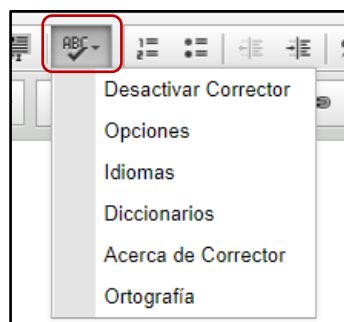 ABC
Desactivar Corrector
Opciones
Idiomas
Diccionarios
Acerca de Corrector
Ortografía